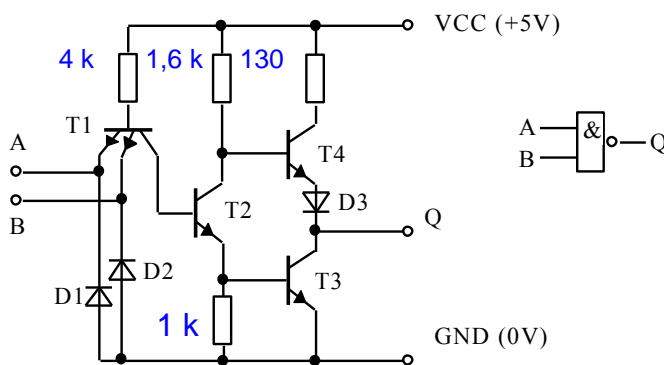 VCC (+5V)
4 k
1,6 k
130
T1
A
B
T4
D3
T2
Q
D2
D1
T3
1 k
GND (0V)
A
B
&
Q